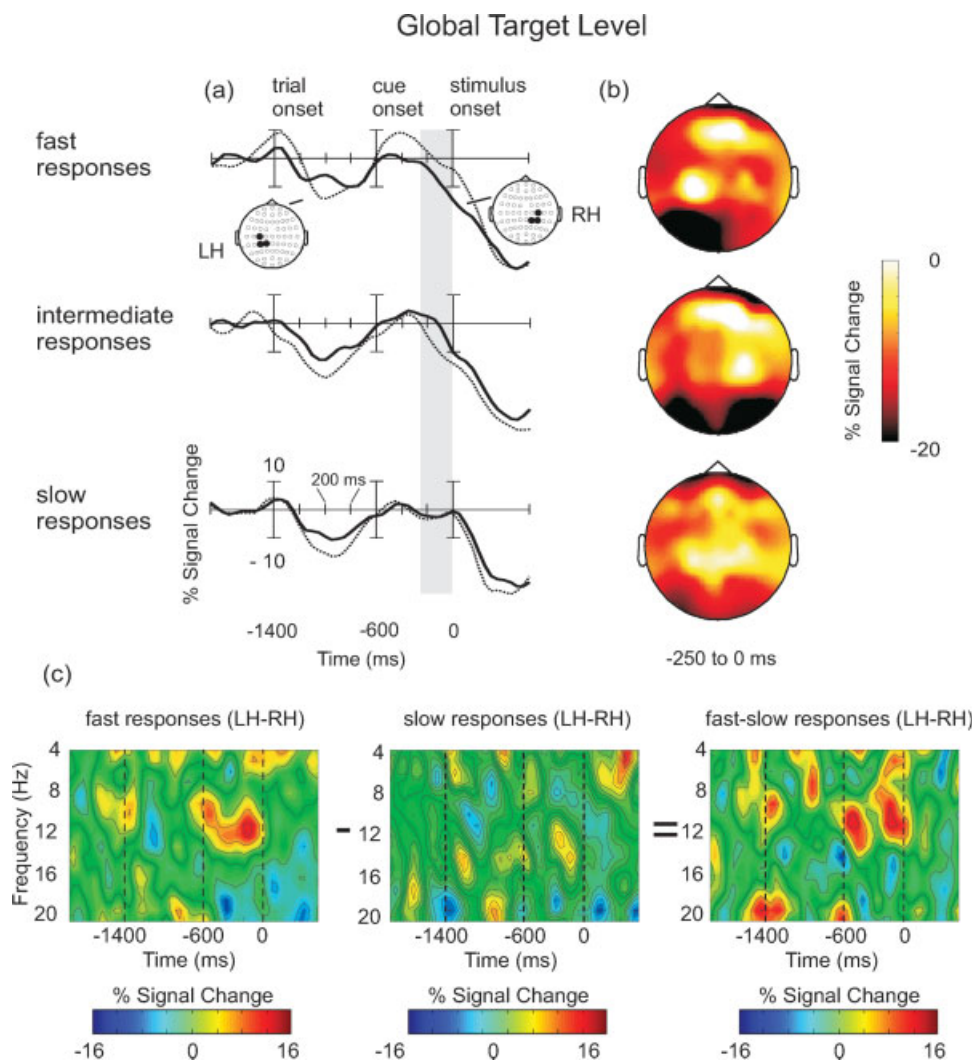 Global Target Level
(a)
trial onset
cue onset
stimulus onset
(b)
fast responses
LH
RH
intermediate responses
0
% Signal Change
-20
slow responses
% Signal Change
10
200 ms
- 10
-1400
-600
0
Time (ms)
-250 to 0 ms
(c)
fast responses (LH-RH)
slow responses (LH-RH)
fast-slow responses (LH-RH)
Frequency (Hz)
4
8
12
16
20
-1400
-600
0
Time (ms)
-
4
8
12
16
20
-1400
-600
0
Time (ms)
=
4
8
12
16
20
-1400
-600
0
Time (ms)
% Signal Change
-16
0
16
% Signal Change
-16
0
16
% Signal Change
-16
0
16